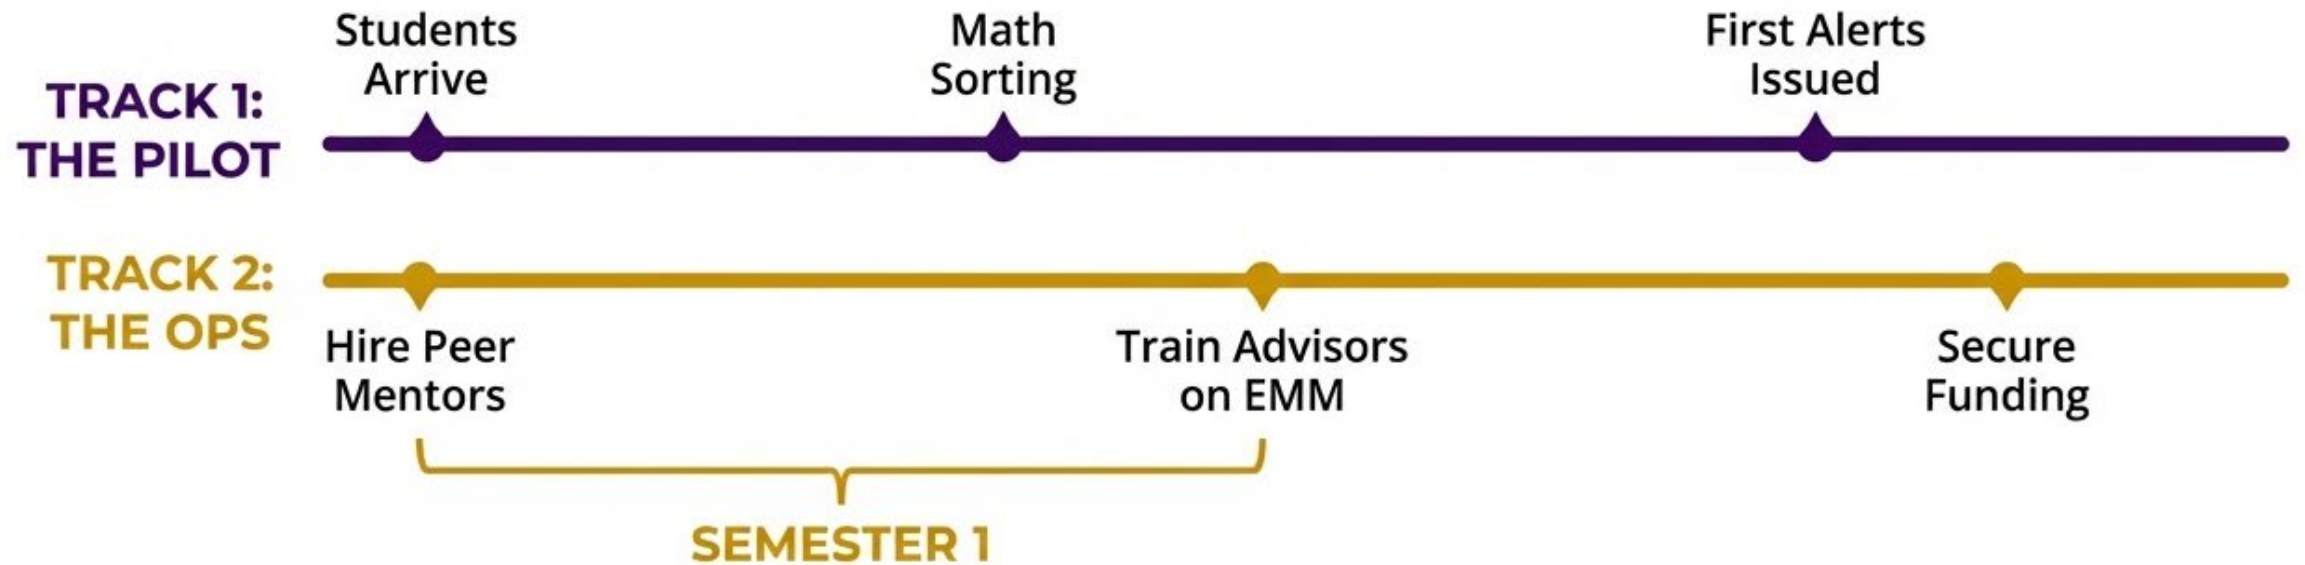 Students
Arrive
Math
Sorting
First Alerts
Issued
TRACK 1:
THE PILOT
TRACK 2:
THE OPS
Hire Peer
Mentors
Train Advisors
on EMM
Secure
Funding
SEMESTER 1